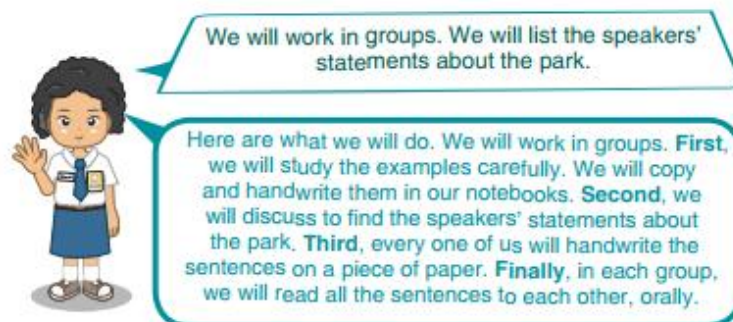 We will work in groups. We will list the speakers'
statements about the park.
Here are what we will do. We will work in groups. First,
we will study the examples carefully. We will copy
and handwrite them in our notebooks. Second, we
will discuss to find the speakers' statements about
the park. Third, every one of us will handwrite the
sentences on a piece of paper. Finally, in each group,
we will read all the sentences to each other, orally.